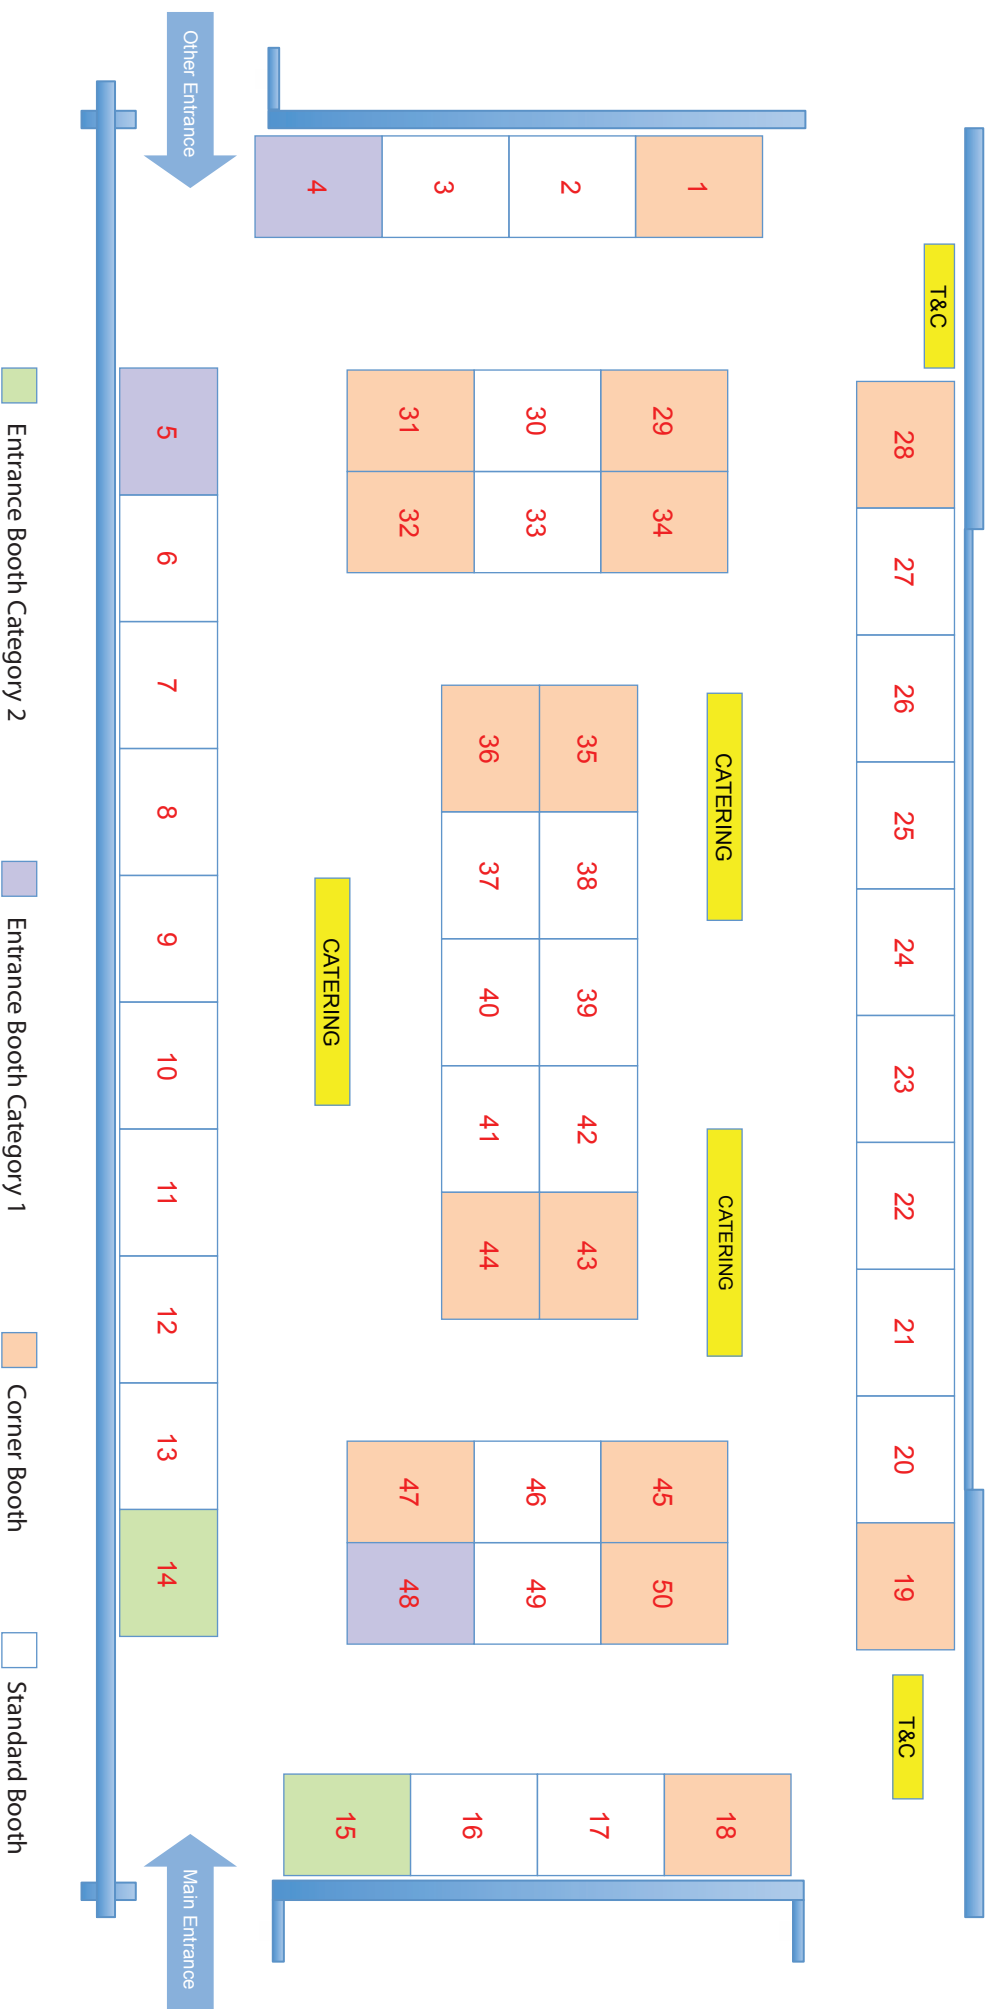 T&C
28 27 26 25 24 23 22 21 20 19
T&C
1
2
3
4
29 34
30 33
31 32
CATERING
CATERING
35 38 39 42 43
36 37 40 41 44
CATERING
45 50
46 49
47 48
18
17
16
15
Other Entrance
Main Entrance
5 6 7 8 9 10 11 12 13 14
Entrance Booth Category 2
Entrance Booth Category 1
Corner Booth
Standard Booth